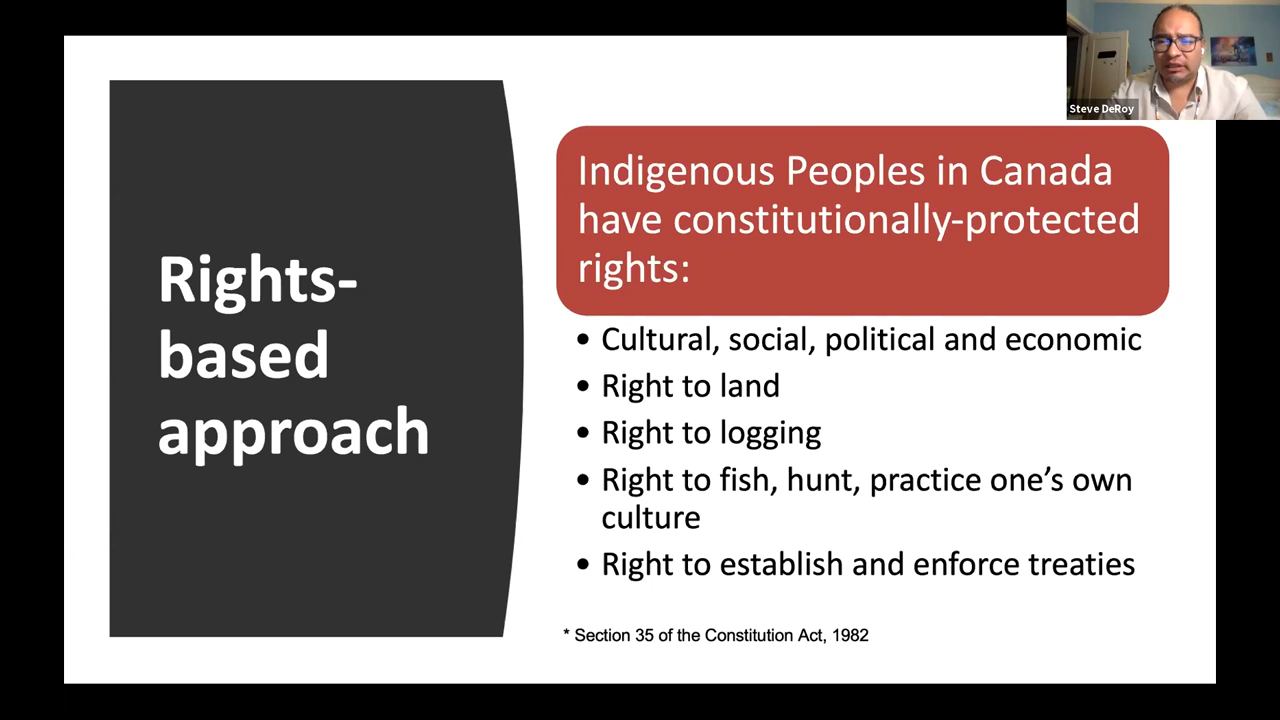 Steve DeRoy
Rights-
based
approach
Indigenous Peoples in Canada
have constitutionally-protected
rights:
• Cultural, social, political and economic
• Right to land
• Right to logging
• Right to fish, hunt, practice one’s own
culture
• Right to establish and enforce treaties
* Section 35 of the Constitution Act, 1982